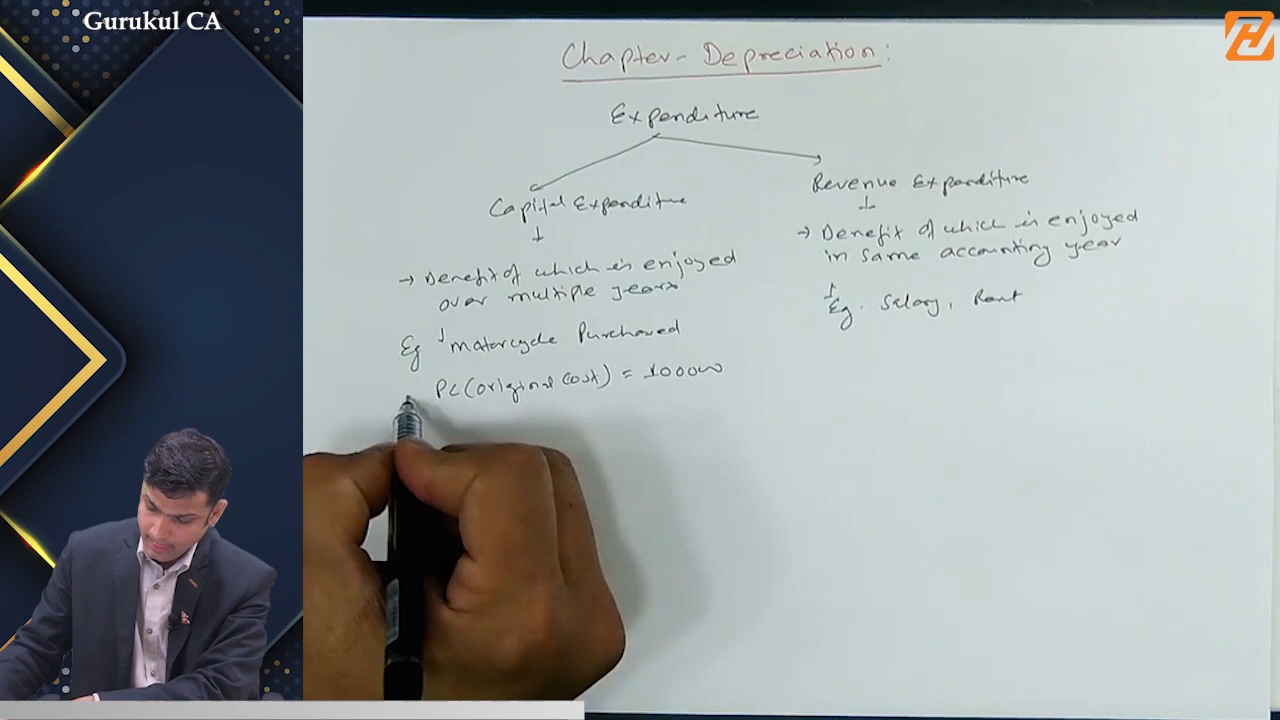 Gurukul CA
Chapter - Depreciation:
Expenditure
Capital Expenditure
→ Benefit of which is enjoyed
over multiple years
Eg motorcycle Purchased
PC (original cost) = 100000
Revenue Expenditure
→ Benefit of which is enjoyed
in same accounting year
Eg. Salary, Rent